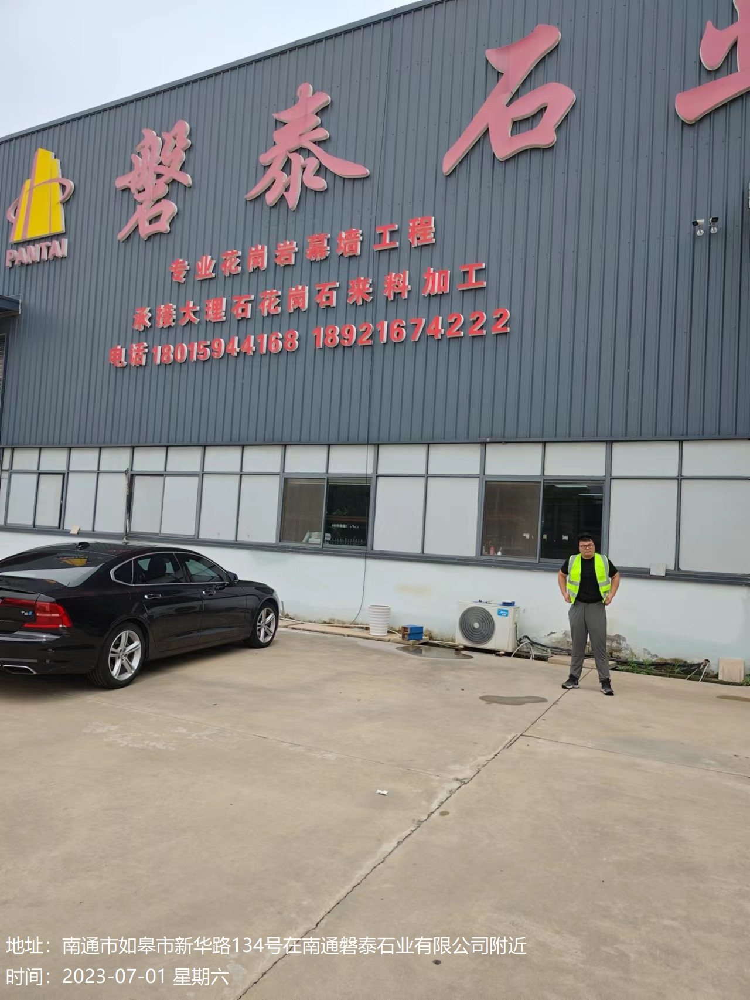 磐泰石业
PANTAI
专业花岗岩幕墙工程
承接大理石花岗石来料加工
电话18015944168 18921674222
T5
Midea
地址：南通市如皋市新华路134号在南通磐泰石业有限公司附近
时间：2023-07-01 星期六